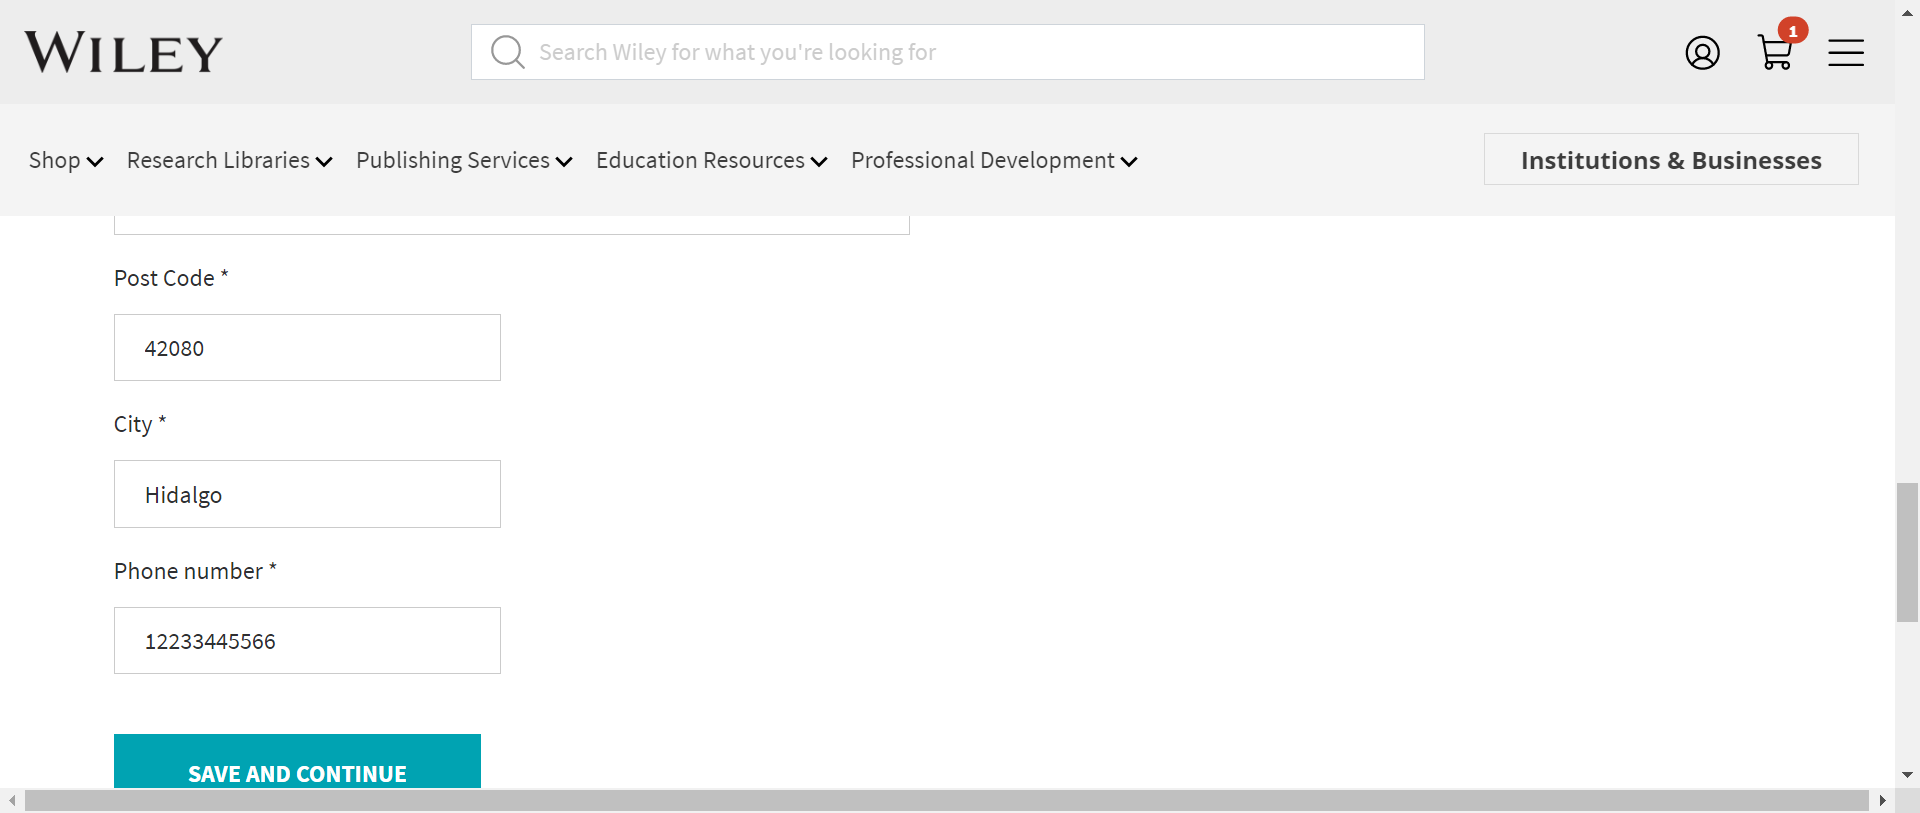 WILEY
Search Wiley for what you're looking for
1
Shop
Research Libraries
Publishing Services
Education Resources
Professional Development
Institutions & Businesses
Post Code *
42080
City *
Hidalgo
Phone number *
12233445566
SAVE AND CONTINUE